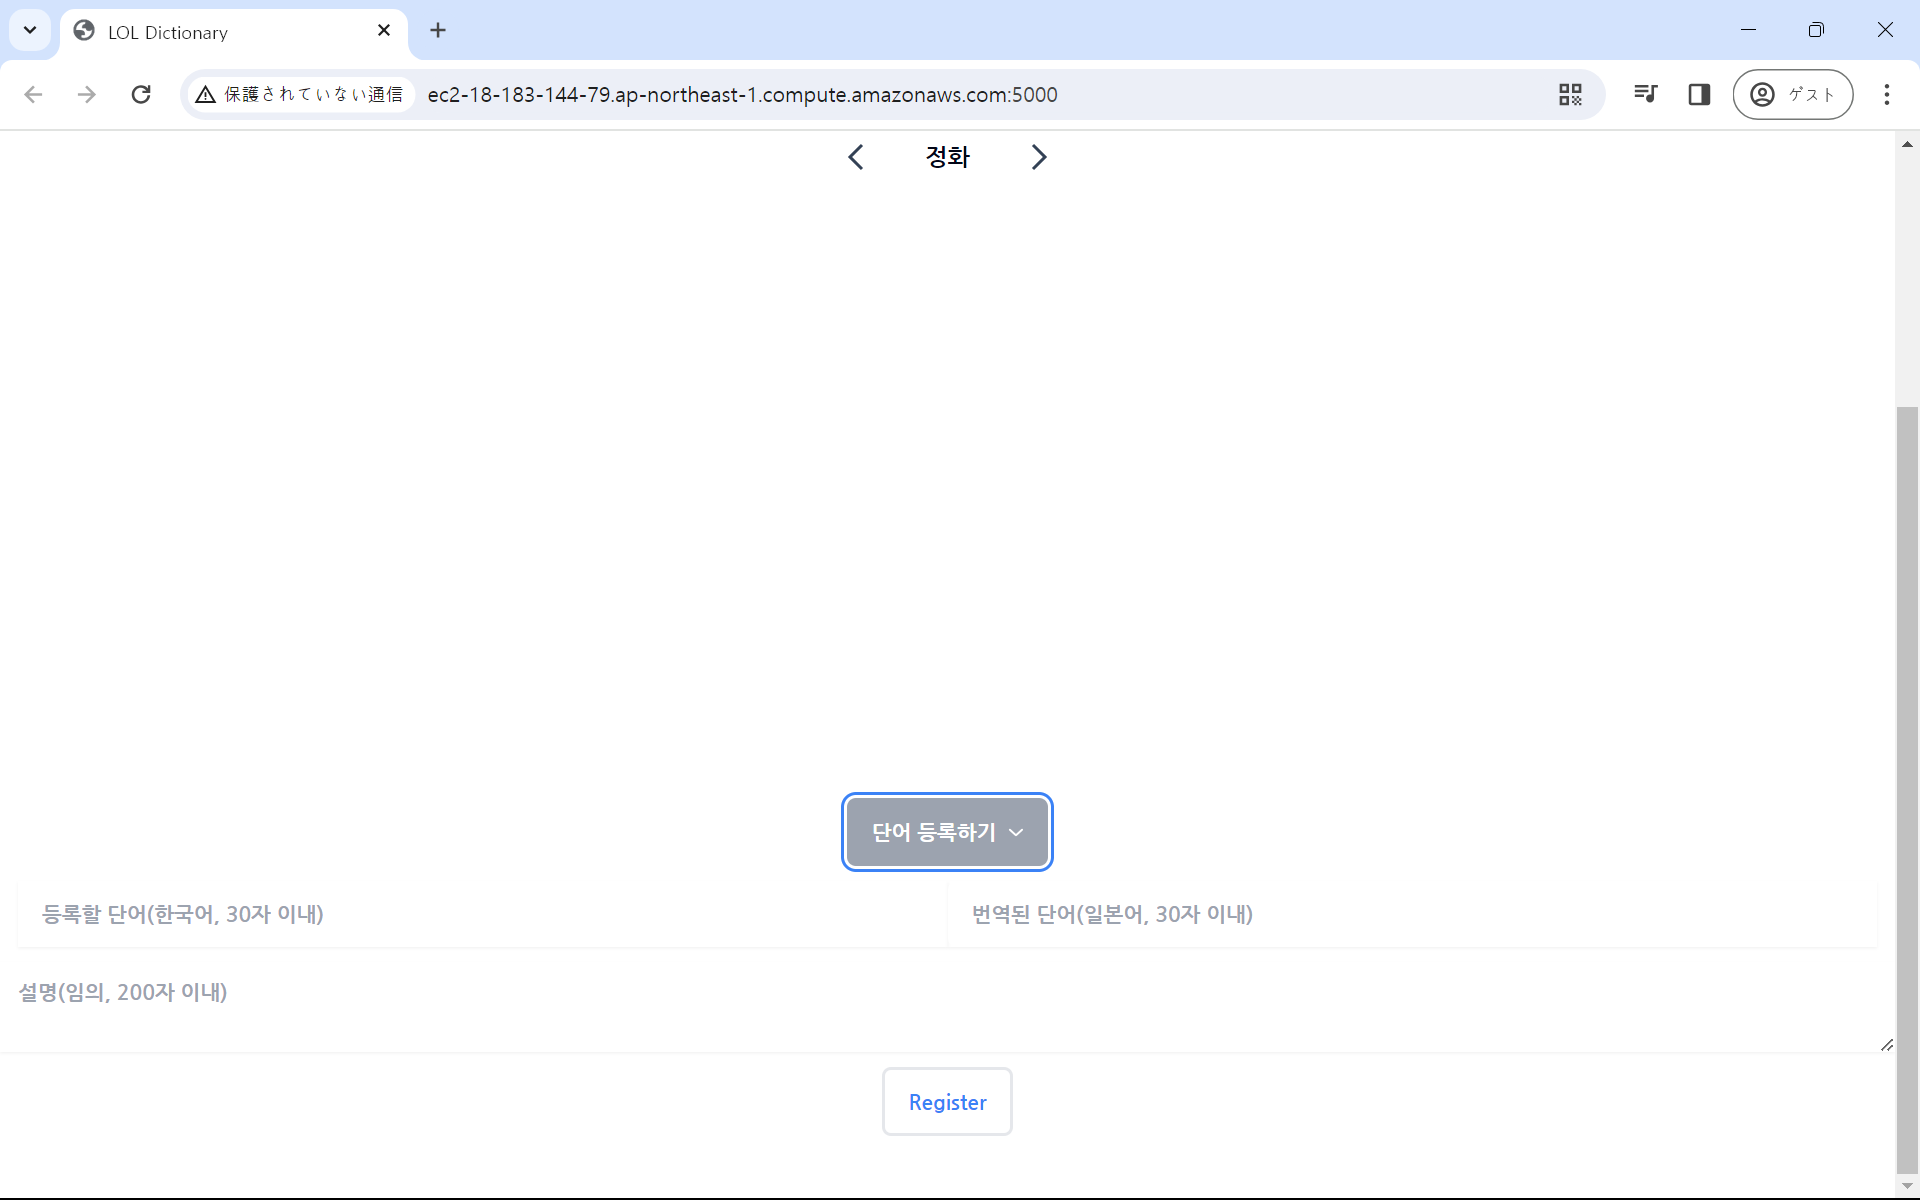 LOL Dictionary
保護されていない通信
ec2-18-183-144-79.ap-northeast-1.compute.amazonaws.com:5000
ゲスト
정화
단어 등록하기
등록할 단어(한국어, 30자 이내)
번역된 단어(일본어, 30자 이내)
설명(임의, 200자 이내)
Register